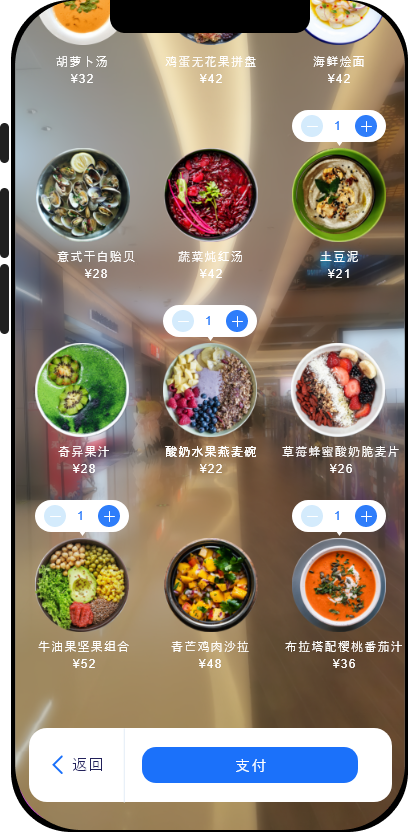 胡萝卜汤 鸡蛋无花果拼盘 海鲜烩面
¥32 ¥42 ¥42
1
意式干白贻贝 蔬菜炖红汤 土豆泥
¥28 ¥42 ¥21
1
奇异果汁 酸奶水果燕麦碗 草莓蜂蜜酸奶脆麦片
¥28 ¥22 ¥26
1 1
牛油果坚果组合 青芒鸡肉沙拉 布拉塔配樱桃番茄汁
¥52 ¥48 ¥36
返回 支付